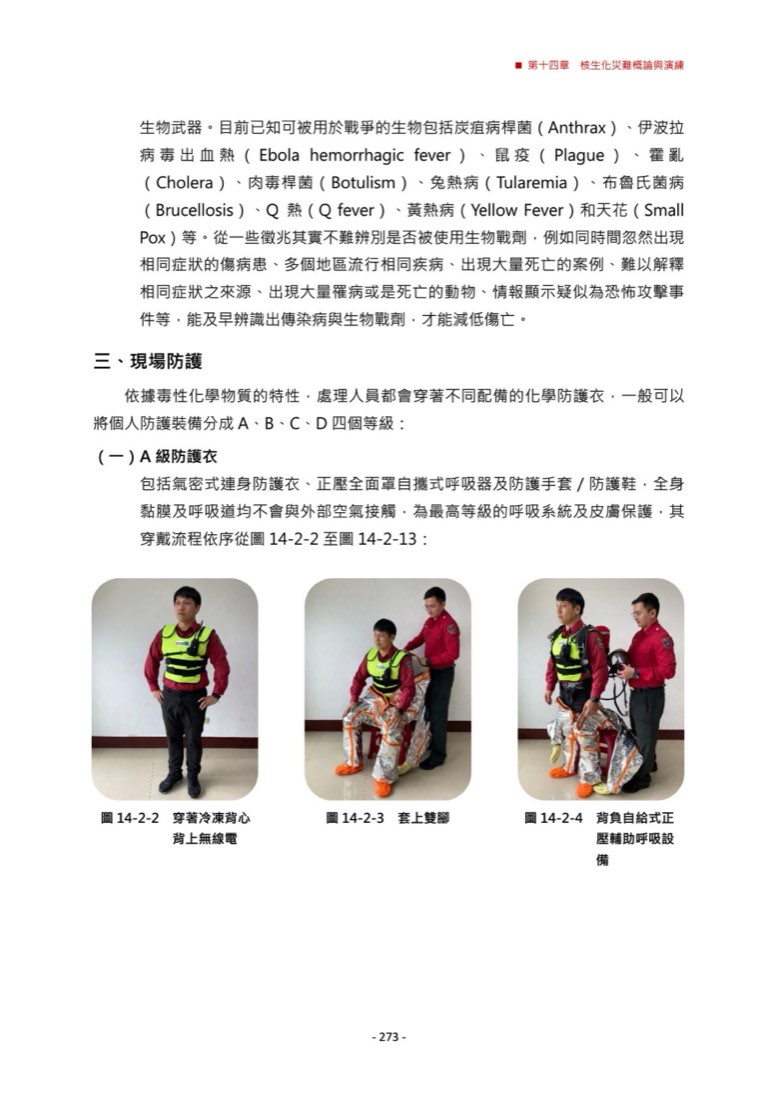 ■ 第十四章　核生化災難概論與演練
生物武器。目前已知可被用於戰爭的生物包括炭疽病桿菌（Anthrax）、伊波拉
病毒出血熱（Ebola hemorrhagic fever）、鼠疫（Plague）、霍亂
（Cholera）、肉毒桿菌（Botulism）、兔熱病（Tularemia）、布魯氏菌病
（Brucellosis）、Q 熱（Q fever）、黃熱病（Yellow Fever）和天花（Small
Pox）等。從一些徵兆其實不難辨別是否被使用生物戰劑，例如同時間忽然出現
相同症狀的傷病患、多個地區流行相同疾病、出現大量死亡的案例、難以解釋
相同症狀之來源、出現大量罹病或是死亡的動物、情報顯示疑似為恐怖攻擊事
件等，能及早辨識出傳染病與生物戰劑，才能減低傷亡。
三、現場防護
依據毒性化學物質的特性，處理人員都會穿著不同配備的化學防護衣，一般可以
將個人防護裝備分成 A、B、C、D 四個等級：
（一）A 級防護衣
包括氣密式連身防護衣、正壓全面罩自攜式呼吸器及防護手套 / 防護鞋，全身
黏膜及呼吸道均不會與外部空氣接觸，為最高等級的呼吸系統及皮膚保護，其
穿戴流程依序從圖 14-2-2 至圖 14-2-13：
圖 14-2-2　穿著冷凍背心
背上無線電
圖 14-2-3　套上雙腳
圖 14-2-4　背負自給式正
壓輔助呼吸設
備
- 273 -